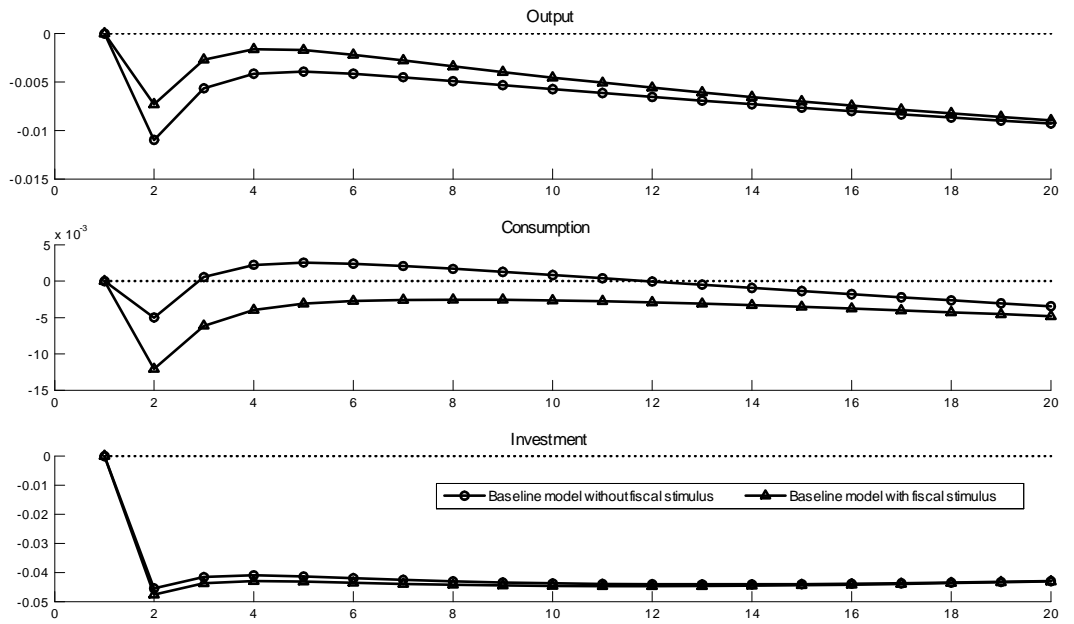 Output
0
-0.005
-0.01
-0.015
0 2 4 6 8 10 12 14 16 18 20
Consumption
x 10^-3
5
0
-5
-10
-15
0 2 4 6 8 10 12 14 16 18 20
Investment
0
-0.01
-0.02
-0.03
-0.04
-0.05
Baseline model without fiscal stimulus Baseline model with fiscal stimulus
0 2 4 6 8 10 12 14 16 18 20